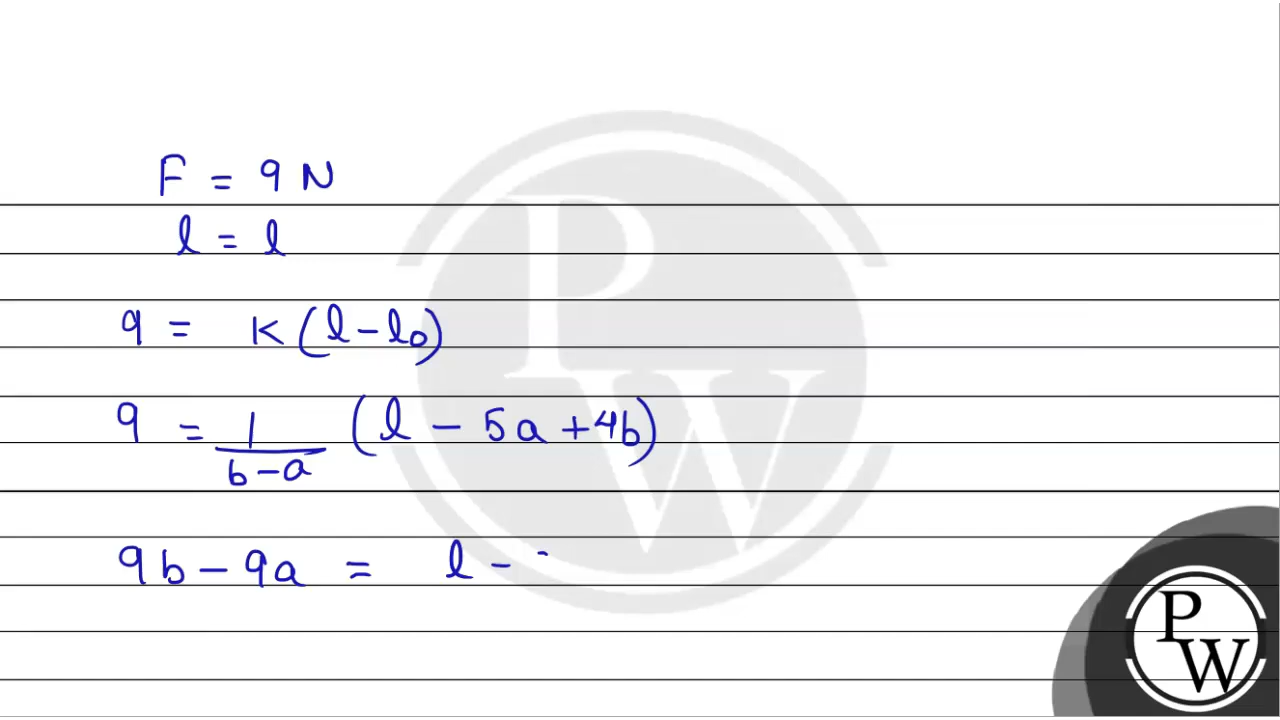 F = 9 N
l = l
9 = K (l - l0)
9 = 1/(b-a) (l - 5a + 4b)
9b - 9a = l -
P
W
P
W